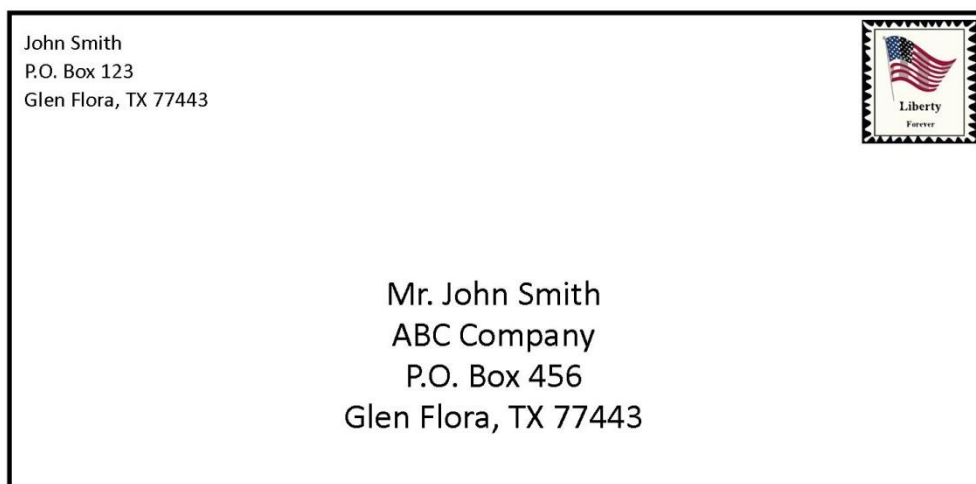 John Smith
P.O. Box 123
Glen Flora, TX 77443
Liberty
Forever
Mr. John Smith
ABC Company
P.O. Box 456
Glen Flora, TX 77443